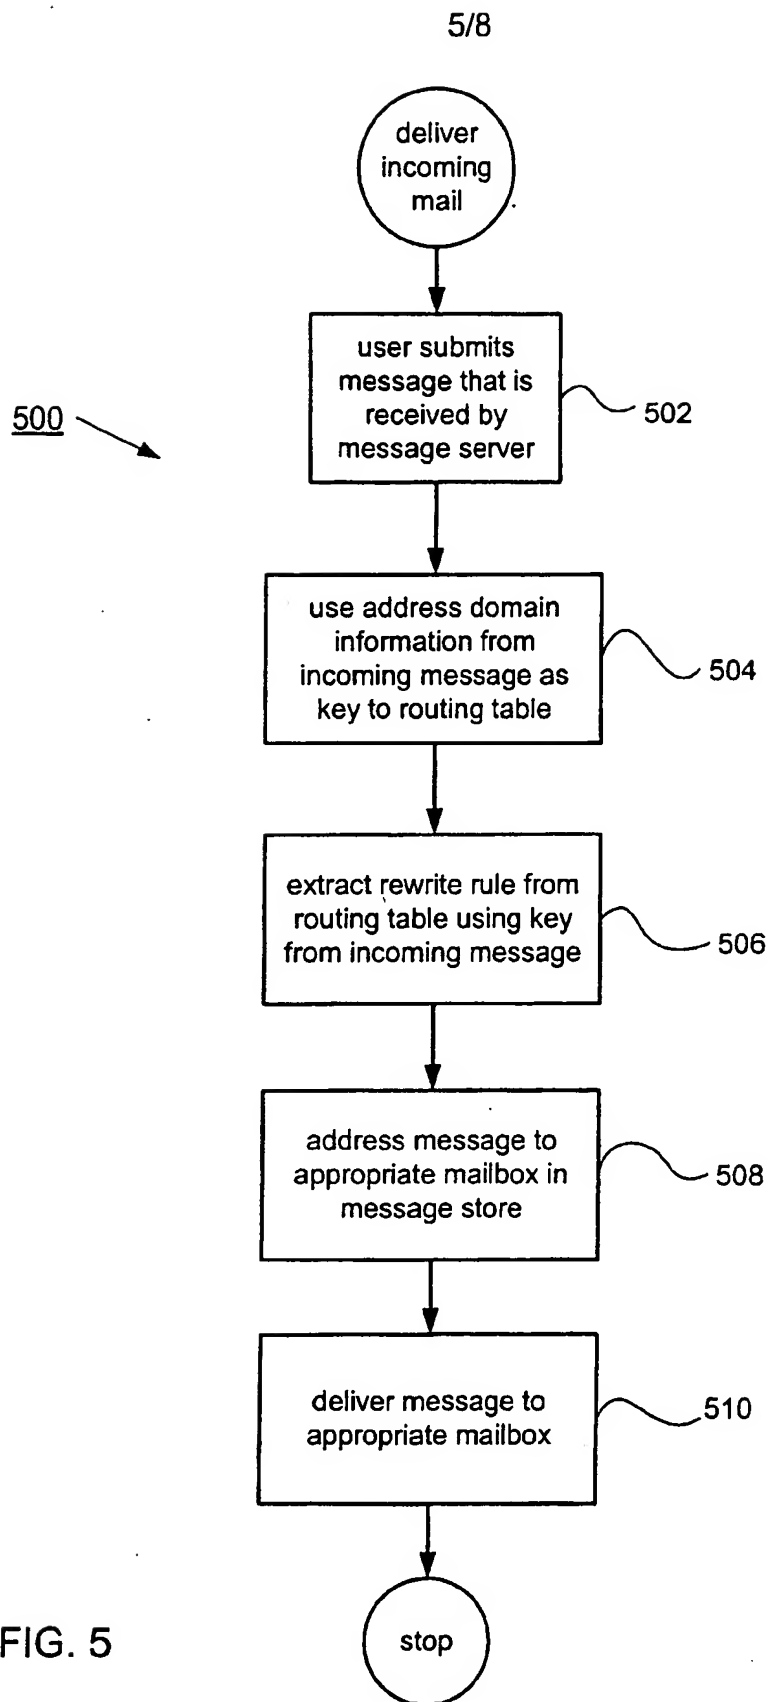 5/8
deliver
incoming
mail
500
user submits
message that is
received by
message server
502
use address domain
information from
incoming message as
key to routing table
504
extract rewrite rule from
routing table using key
from incoming message
506
address message to
appropriate mailbox in
message store
508
deliver message to
appropriate mailbox
510
stop
FIG. 5